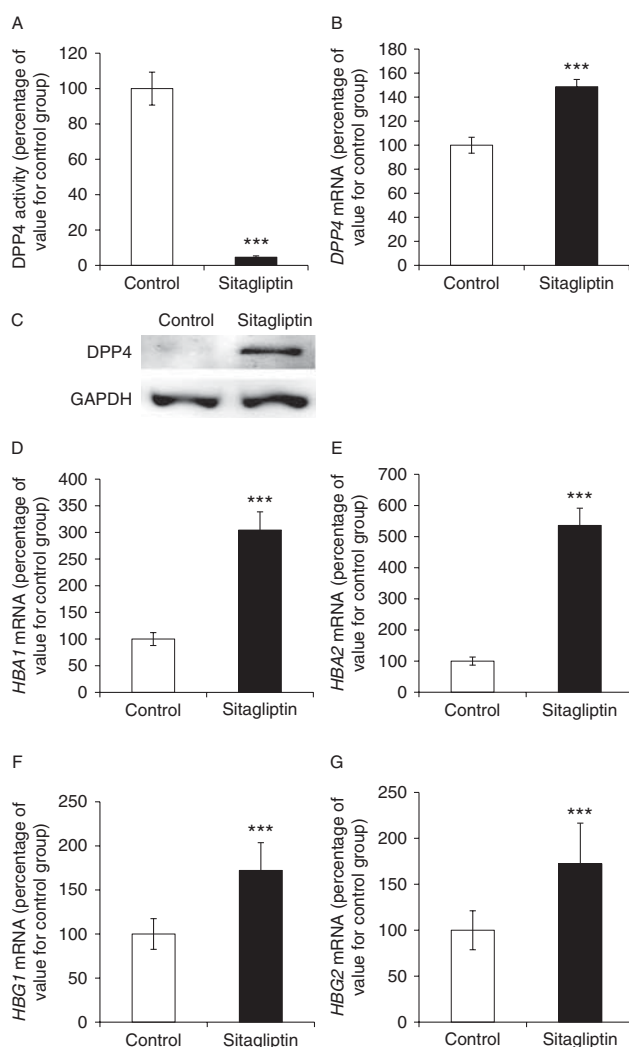 A
DPP4 activity (percentage of
value for control group)
120
100
80
60
40
20
0
***
Control
Sitagliptin
B
DPP4 mRNA (percentage of
value for control group)
180
160
140
120
100
80
60
40
20
0
***
Control
Sitagliptin
C
Control
Sitagliptin
DPP4
GAPDH
D
HBA1 mRNA (percentage of
value for control group)
400
350
300
250
200
150
100
50
0
***
Control
Sitagliptin
E
HBA2 mRNA (percentage of
value for control group)
700
600
500
400
300
200
100
0
***
Control
Sitagliptin
F
HBG1 mRNA (percentage of
value for control group)
250
200
150
100
50
0
***
Control
Sitagliptin
G
HBG2 mRNA (percentage of
value for control group)
250
200
150
100
50
0
***
Control
Sitagliptin